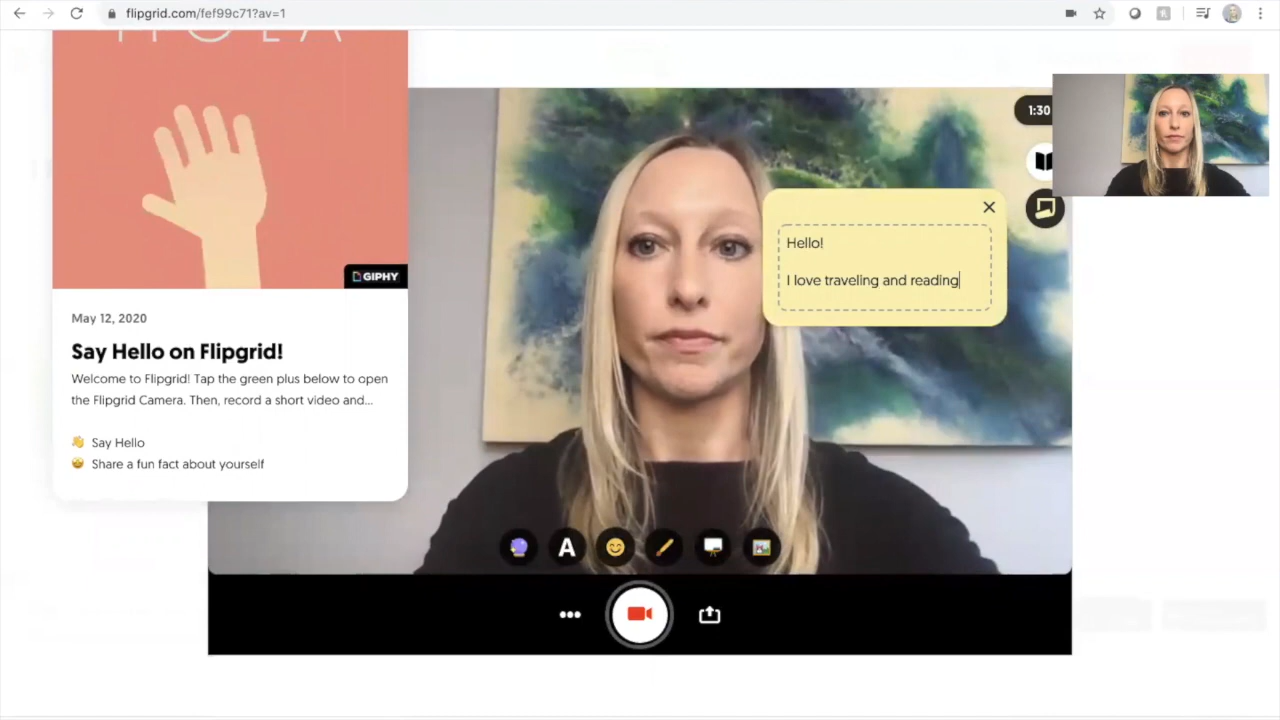 flipgrid.com/fef99c71?av=1
HOLA
GIPHY
May 12, 2020
Say Hello on Flipgrid!
Welcome to Flipgrid! Tap the green plus below to open
the Flipgrid Camera. Then, record a short video and...
👋 Say Hello
🤩 Share a fun fact about yourself
1:30
Hello!
I love traveling and reading
A